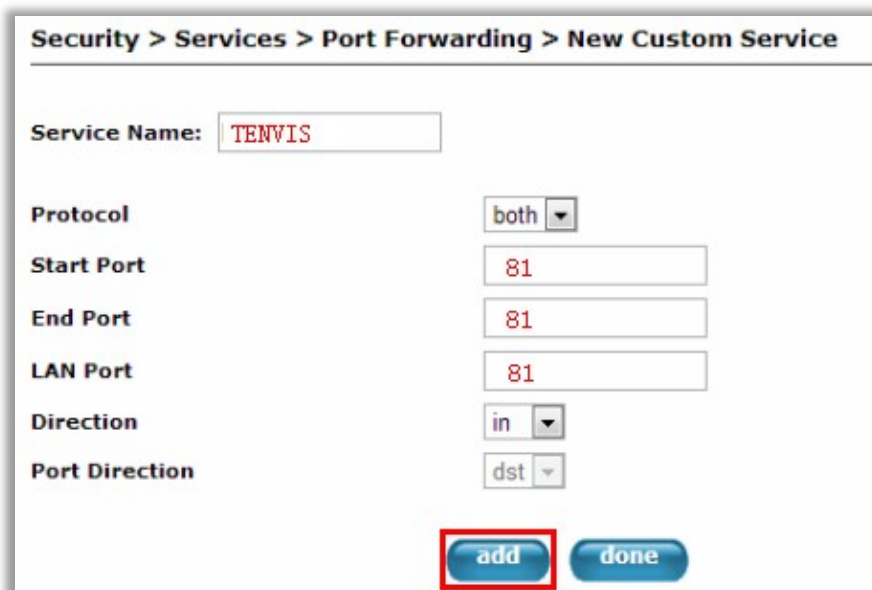 Security > Services > Port Forwarding > New Custom Service
Service Name: TENVIS
Protocol both
Start Port 81
End Port 81
LAN Port 81
Direction in
Port Direction dst
add done